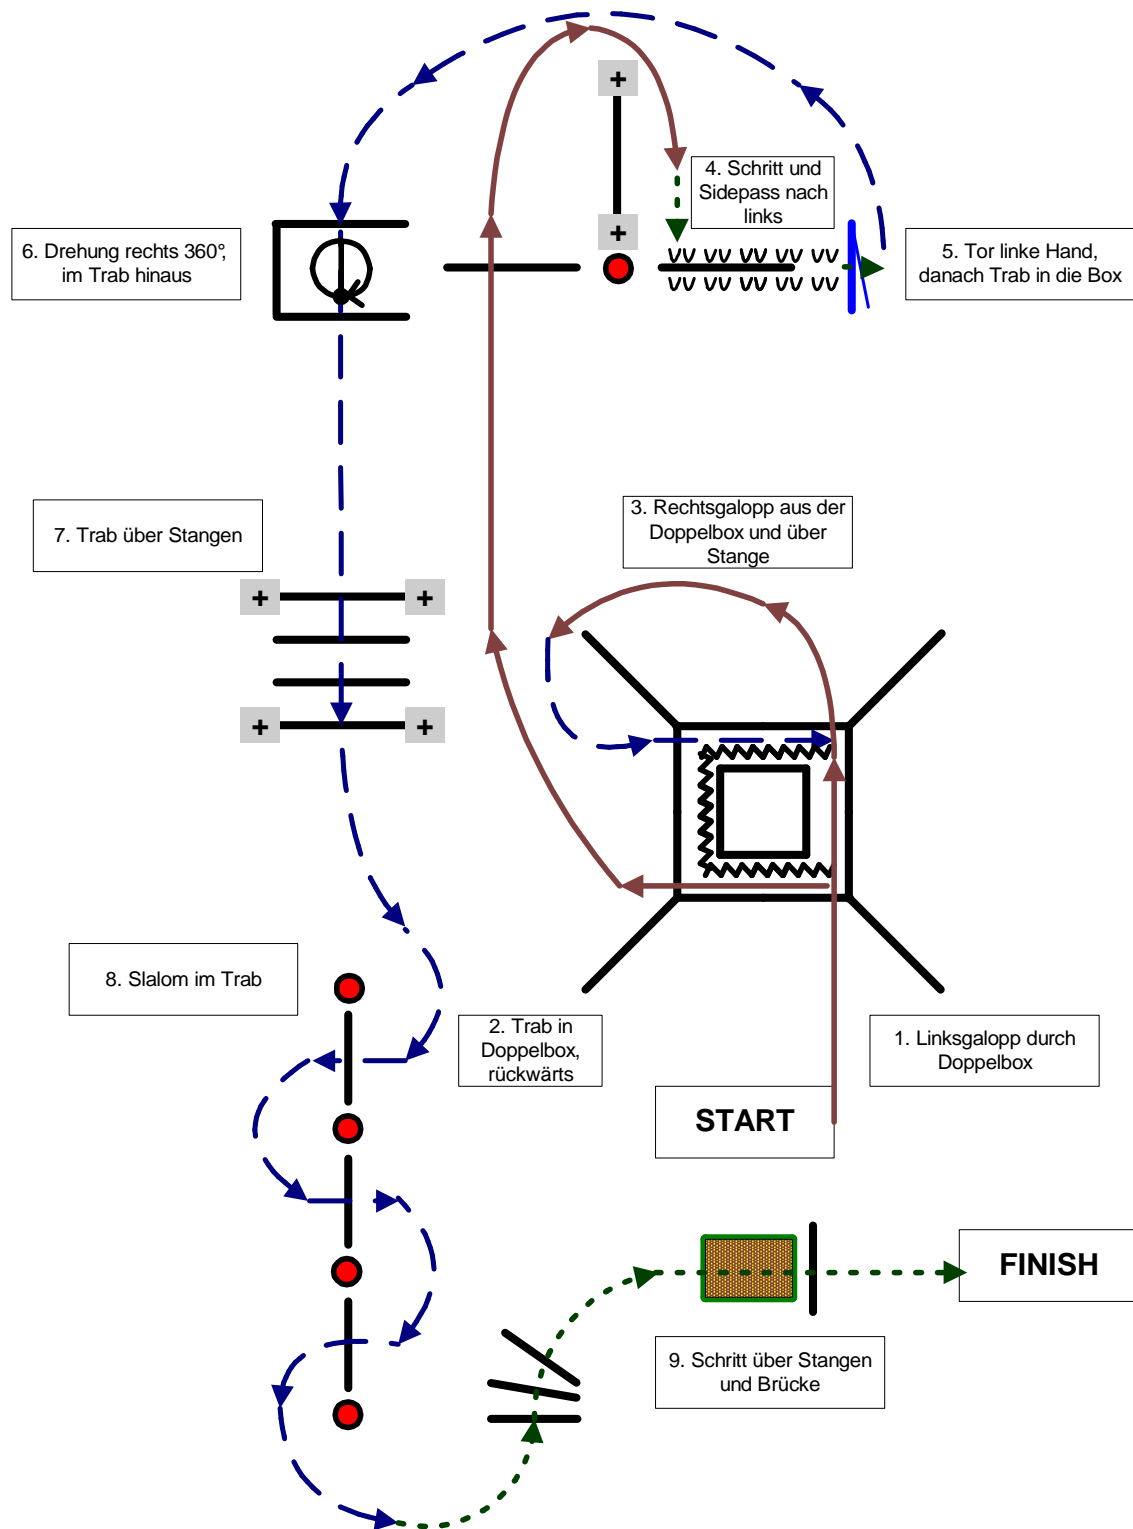 +
+
4. Schritt und
Sidepass nach
links
6. Drehung rechts 360°,
im Trab hinaus
5. Tor linke Hand,
danach Trab in die Box
7. Trab über Stangen
3. Rechtsgalopp aus der
Doppelbox und über
Stange
+ +
+ +
8. Slalom im Trab
2. Trab in
Doppelbox,
rückwärts
1. Linksgalopp durch
Doppelbox
START
FINISH
9. Schritt über Stangen
und Brücke